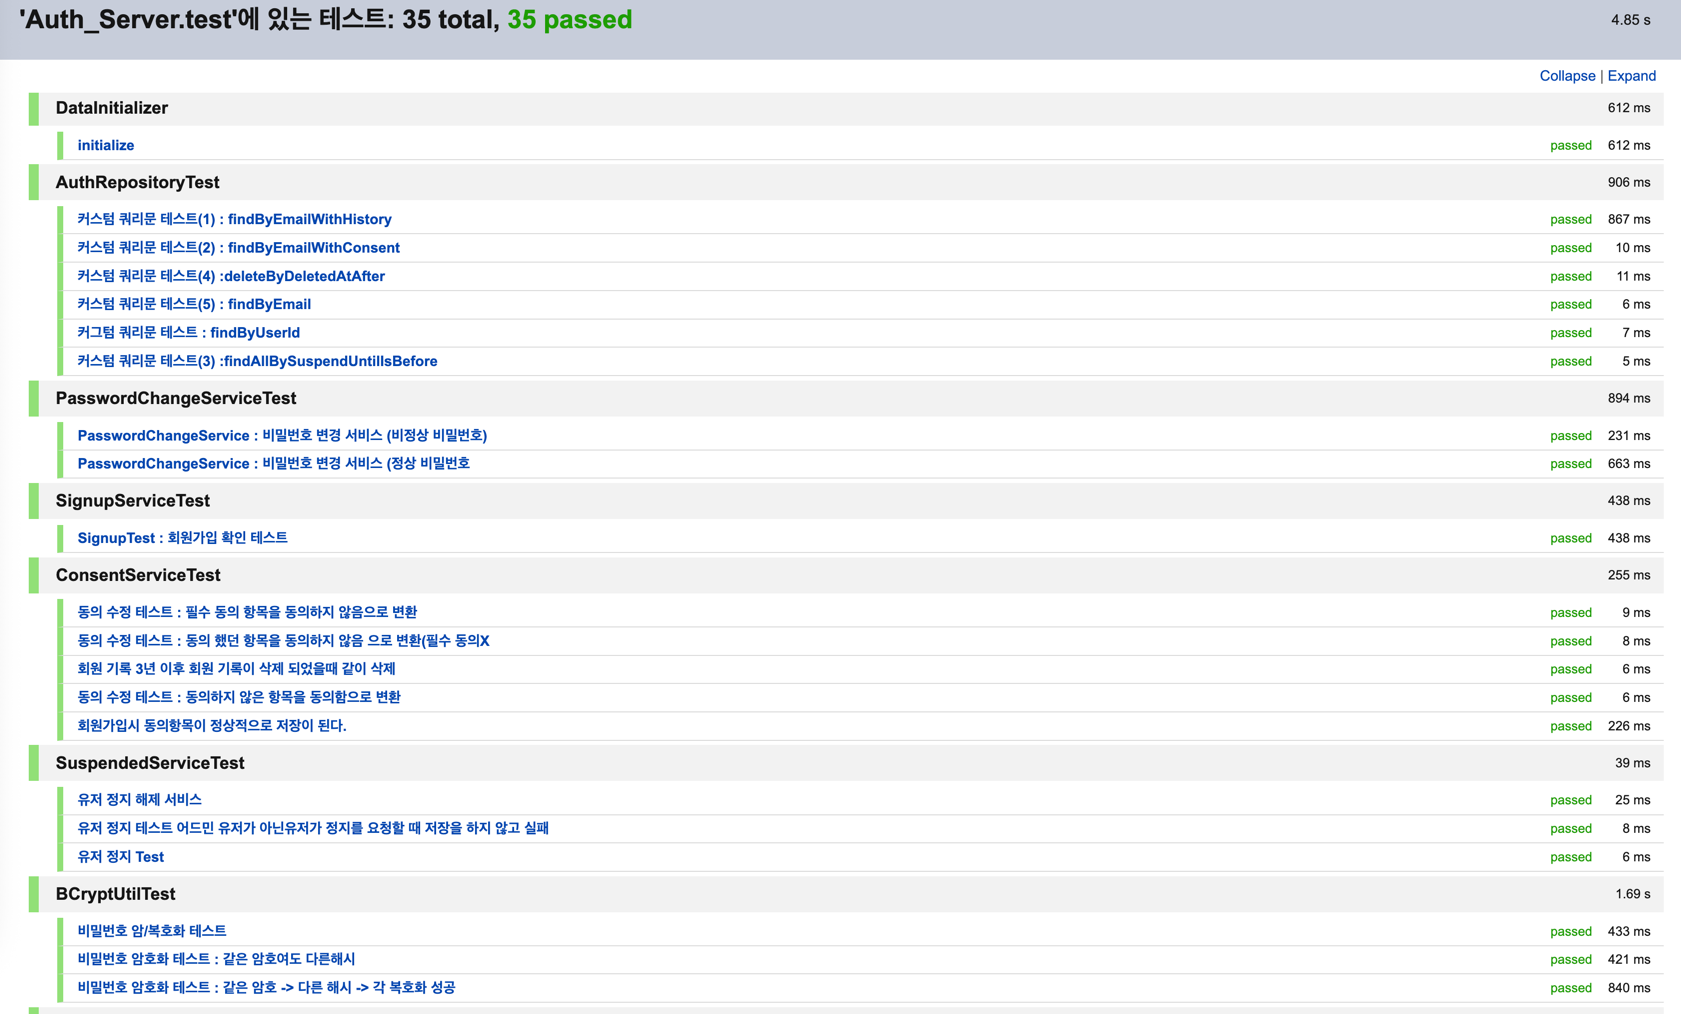 'Auth_Server.test'에 있는 테스트: 35 total, 35 passed 4.85 s
Collapse | Expand
DataInitializer 612 ms
initialize passed 612 ms
AuthRepositoryTest 906 ms
커스텀 쿼리문 테스트(1) : findByEmailWithHistory passed 867 ms
커스텀 쿼리문 테스트(2) : findByEmailWithConsent passed 10 ms
커스텀 쿼리문 테스트(4) :deleteByDeletedAtAfter passed 11 ms
커스텀 쿼리문 테스트(5) : findByEmail passed 6 ms
커그텀 쿼리문 테스트 : findByUserId passed 7 ms
커스텀 쿼리문 테스트(3) :findAllBySuspendUntilIsBefore passed 5 ms
PasswordChangeServiceTest 894 ms
PasswordChangeService : 비밀번호 변경 서비스 (비정상 비밀번호) passed 231 ms
PasswordChangeService : 비밀번호 변경 서비스 (정상 비밀번호 passed 663 ms
SignupServiceTest 438 ms
SignupTest : 회원가입 확인 테스트 passed 438 ms
ConsentServiceTest 255 ms
동의 수정 테스트 : 필수 동의 항목을 동의하지 않음으로 변환 passed 9 ms
동의 수정 테스트 : 동의 했던 항목을 동의하지 않음 으로 변환(필수 동의X passed 8 ms
회원 기록 3년 이후 회원 기록이 삭제 되었을때 같이 삭제 passed 6 ms
동의 수정 테스트 : 동의하지 않은 항목을 동의함으로 변환 passed 6 ms
회원가입시 동의항목이 정상적으로 저장이 된다. passed 226 ms
SuspendedServiceTest 39 ms
유저 정지 해제 서비스 passed 25 ms
유저 정지 테스트 어드민 유저가 아닌유저가 정지를 요청할 때 저장을 하지 않고 실패 passed 8 ms
유저 정지 Test passed 6 ms
BCryptUtilTest 1.69 s
비밀번호 암/복호화 테스트 passed 433 ms
비밀번호 암호화 테스트 : 같은 암호여도 다른해시 passed 421 ms
비밀번호 암호화 테스트 : 같은 암호 -> 다른 해시 -> 각 복호화 성공 passed 840 ms